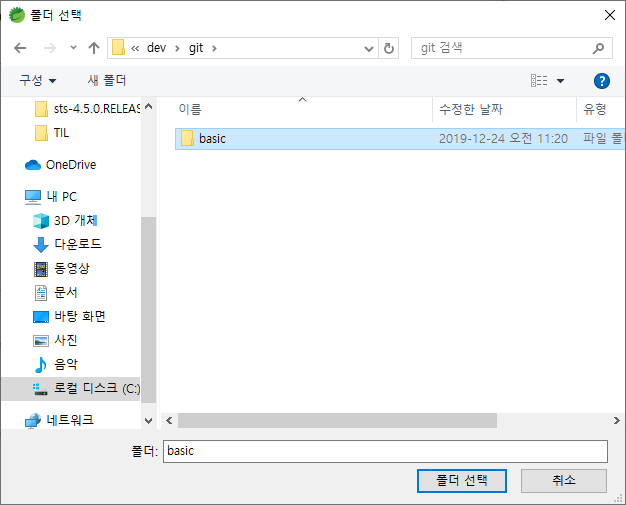 폴더 선택
« dev › git ›
git 검색
구성
새 폴더
sts-4.5.0.RELEAS
TIL
OneDrive
내 PC
3D 개체
다운로드
동영상
문서
바탕 화면
사진
음악
로컬 디스크 (C:)
네트워크
이름 수정한 날짜 유형
basic 2019-12-24 오전 11:20 파일 폴
폴더: basic
폴더 선택 취소